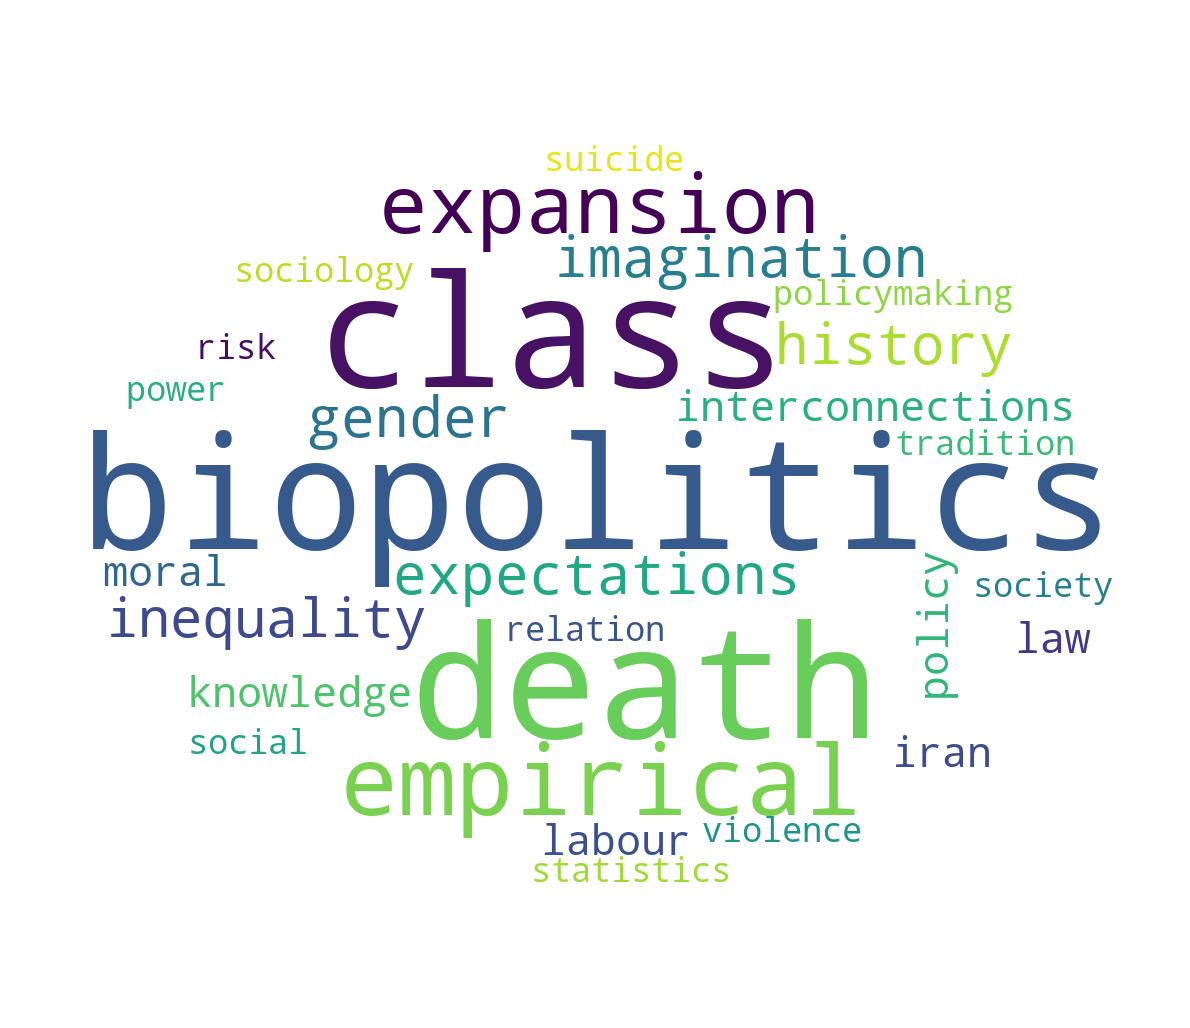 suicide
expansion
imagination
sociology
policymaking
class
history
risk
power
gender
interconnections
tradition
biopolitics
moral
expectations
policy
society
inequality
relation
law
death
knowledge
social
iran
empirical
labour
violence
statistics